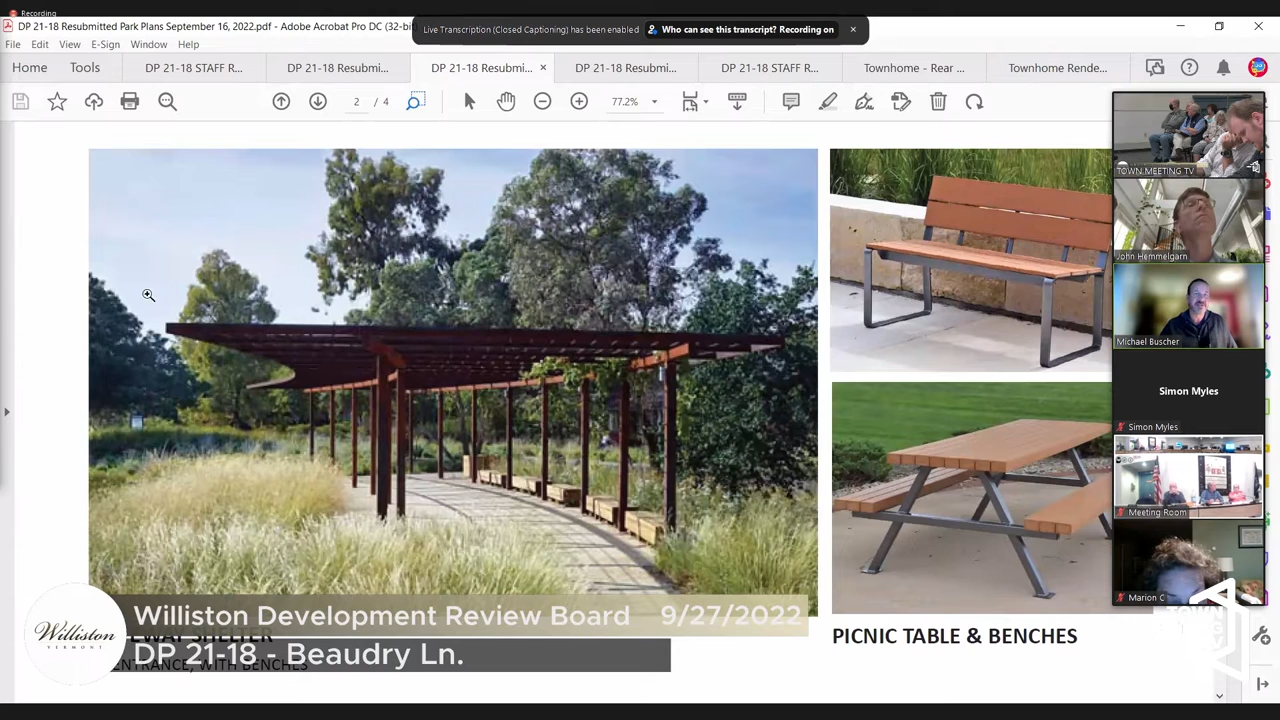 Recording
DP 21-18 Resubmitted Park Plans September 16, 2022.pdf - Adobe Acrobat Pro DC (32-bit
Live Transcription (Closed Captioning) has been enabled
Who can see this transcript? Recording on
File Edit View E-Sign Window Help
Home Tools DP 21-18 STAFF R... DP 21-18 Resubmi... DP 21-18 Resubmi... DP 21-18 Resubmi... DP 21-18 STAFF R... Townhome - Rear ... Townhome Rende...
2 / 4 77.2%
TOWN MEETING TV
John Hemmelgarn
Michael Buscher
Simon Myles
Simon Myles
Meeting Room
Marion C
Williston Development Review Board 9/27/2022
Williston
VERMONT
SHELTER
DP 21-18 - Beaudry Ln.
ENTRANCE, WITH BENCHES
PICNIC TABLE & BENCHES